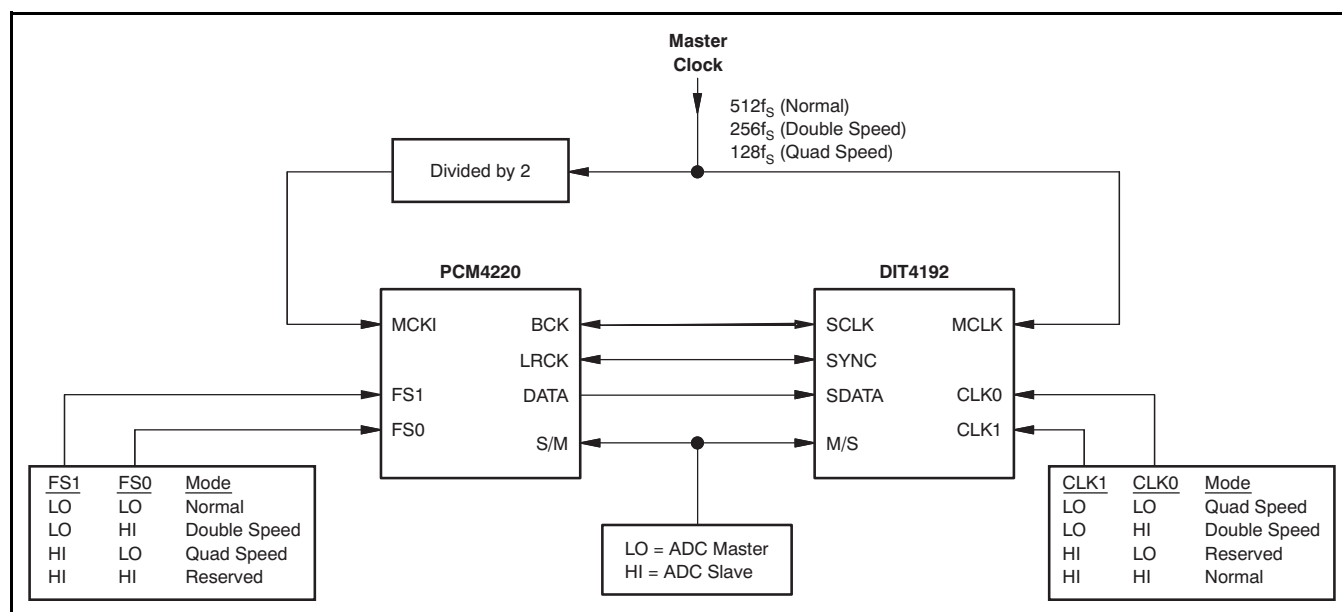 Master
Clock
512fS (Normal)
256fS (Double Speed)
128fS (Quad Speed)
Divided by 2
PCM4220
DIT4192
MCKI
BCK
SCLK
MCLK
LRCK
SYNC
FS1
DATA
SDATA
CLK0
FS0
S/M
M/S
CLK1
FS1 FS0 Mode
LO LO Normal
LO HI Double Speed
HI LO Quad Speed
HI HI Reserved
LO = ADC Master
HI = ADC Slave
CLK1 CLK0 Mode
LO LO Quad Speed
LO HI Double Speed
HI LO Reserved
HI HI Normal